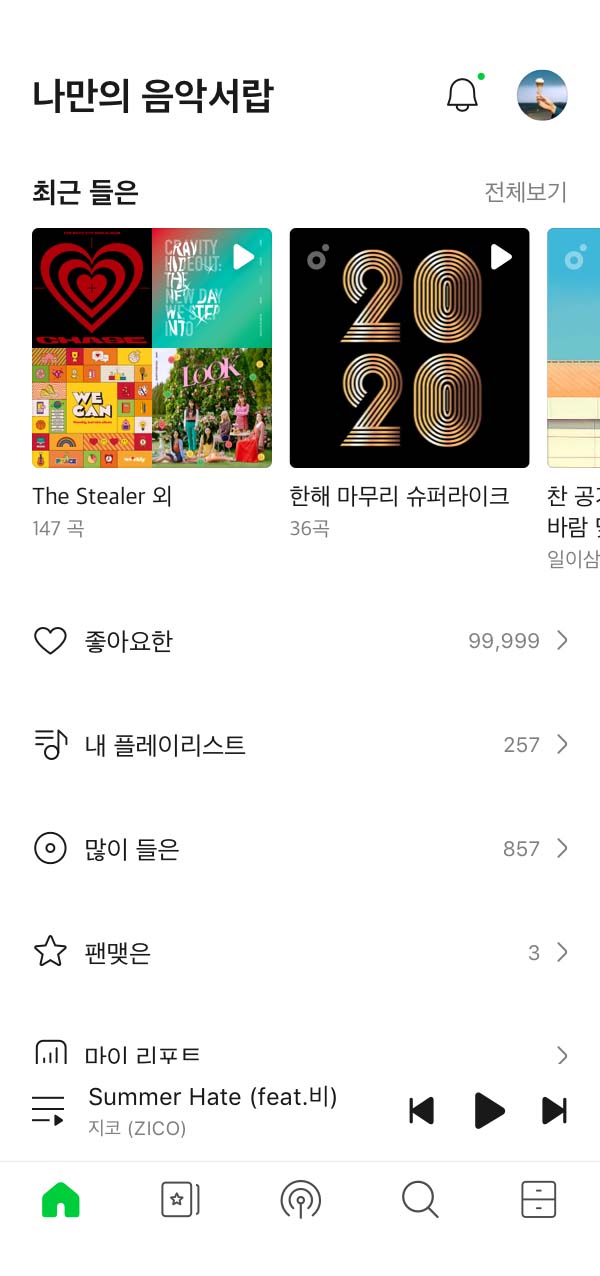 나만의 음악서랍
최근 들은
전체보기
CHASE
CRAVITY
HIDEOUT:
THE
NEW DAY
WE STEP
INTO
WE
CAN
PEACE
LOOK
20
20
The Stealer 외
147 곡
한해 마무리 슈퍼라이크
36곡
찬 공기
바람 
일이삼
좋아요한
99,999
내 플레이리스트
257
많이 들은
857
팬맺은
3
마이 리포트
Summer Hate (feat.비)
지코 (ZICO)